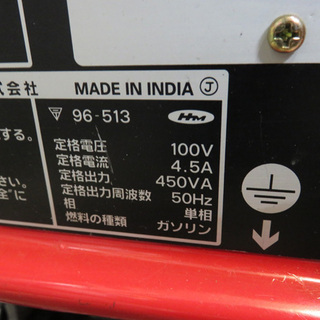 式会社 MADE IN INDIA Ⓙ
96-513 HM
する。
定格電圧 100V
定格電流 4.5A
定格出力 450VA
定格出力周波数 50Hz
相 単相
燃料の種類 ガソリン
さい。
全"に